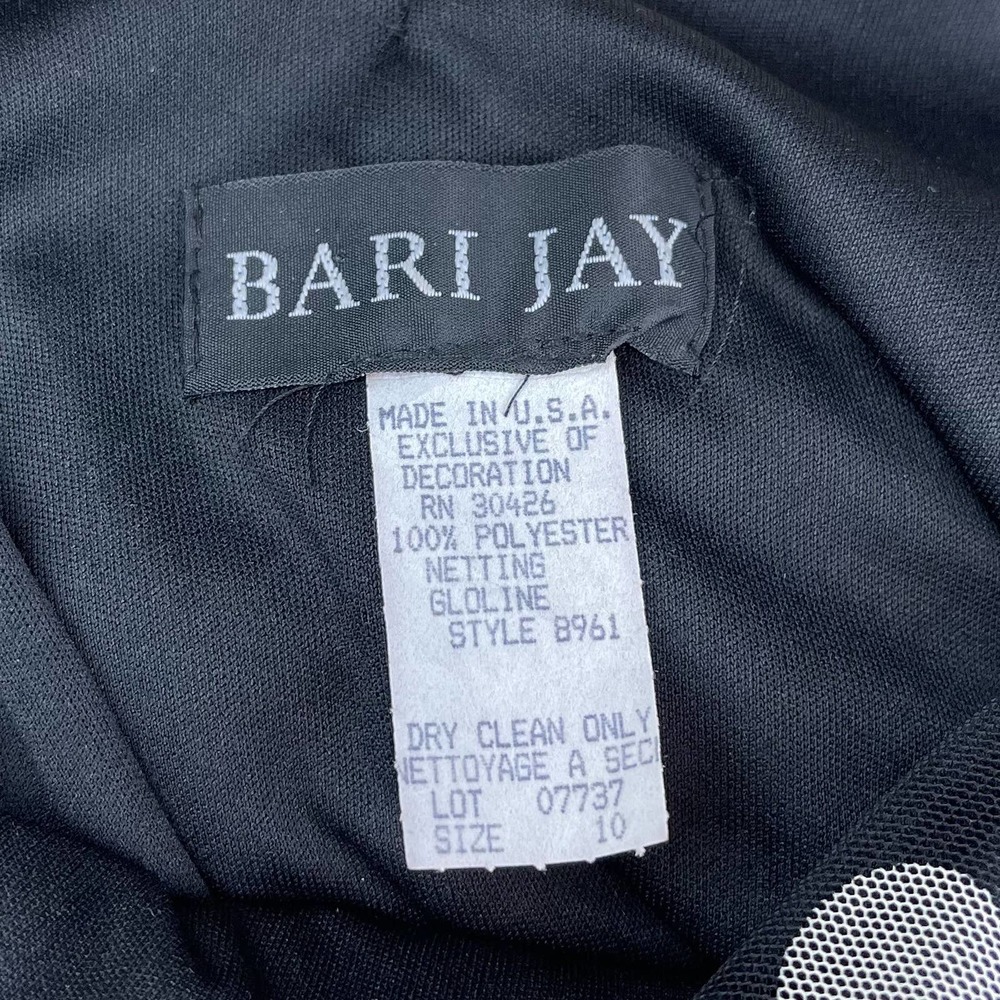 BARI JAY
MADE IN U.S.A.
EXCLUSIVE OF
DECORATION
RN 30426
100% POLYESTER
NETTING
GLOLINE
STYLE B961
DRY CLEAN ONLY
NETTOYAGE A SEC
LOT 07737
SIZE 10